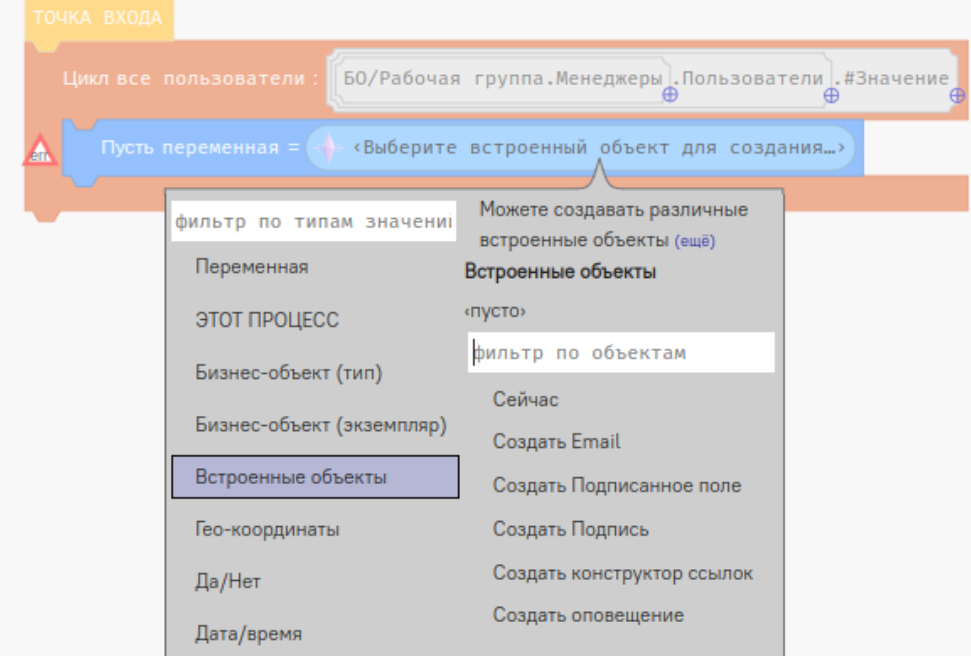 ТОЧКА ВХОДА
Цикл все пользователи : БО/Рабочая группа.Менеджеры .Пользователи .#Значение
err Пусть переменная = ‹Выберите встроенный объект для создания…›
фильтр по типам значени
Переменная
ЭТОТ ПРОЦЕСС
Бизнес-объект (тип)
Бизнес-объект (экземпляр)
Встроенные объекты
Гео-координаты
Да/Нет
Дата/время
Можете создавать различные
встроенные объекты (ещё)
Встроенные объекты
‹пусто›
фильтр по объектам
Сейчас
Создать Email
Создать Подписанное поле
Создать Подпись
Создать конструктор ссылок
Создать оповещение